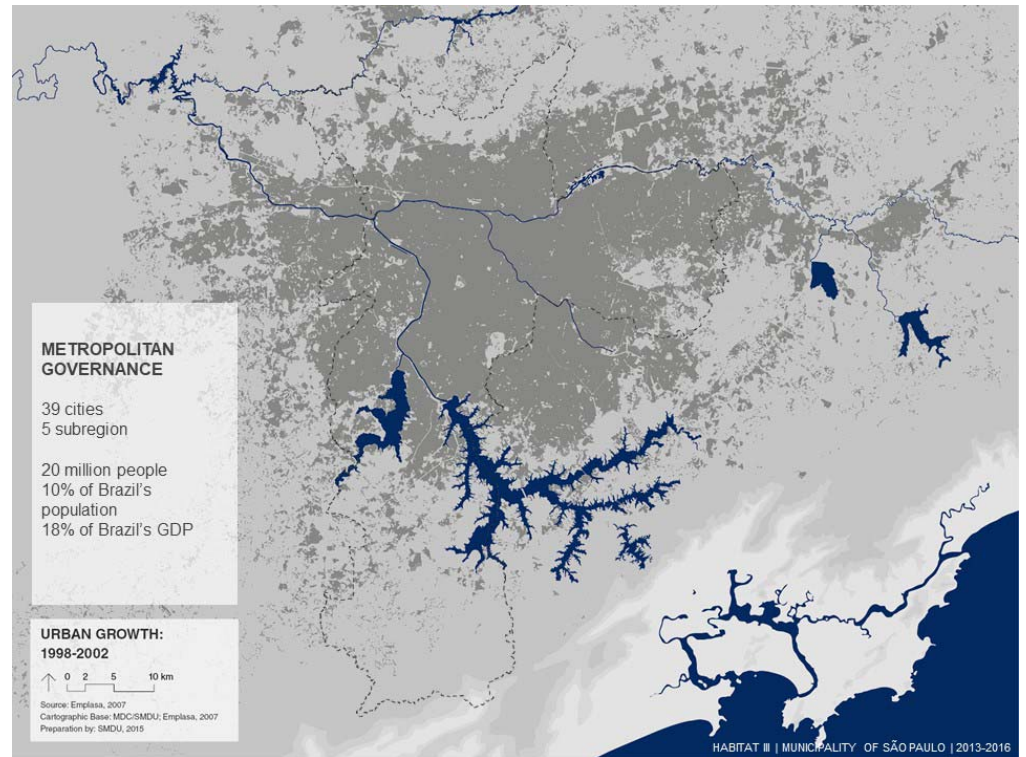 METROPOLITAN
GOVERNANCE
39 cities
5 subregion
20 million people
10% of Brazil's
population
18% of Brazil's GDP
URBAN GROWTH:
1998-2002
0 2 5 10 km
Source: Emplasa, 2007
Cartographic Base: MDC/SMDU; Emplasa, 2007
Preparation by: SMDU, 2015
HABITAT III | MUNICIPALITY OF SÃO PAULO | 2013-2016